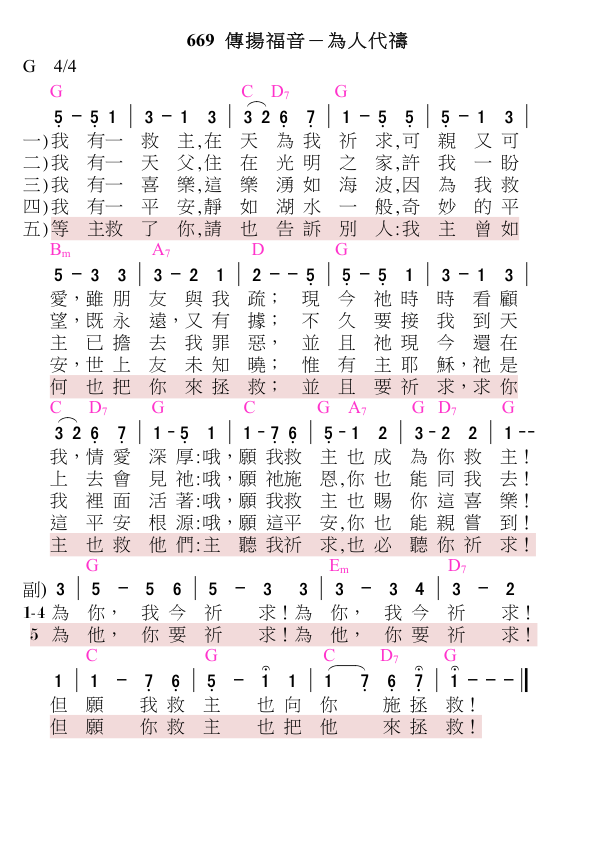 669 傳揚福音－為人代禱
G 4/4
G C D7 G
5 － 5 1 | 3 － 1 3 | 3 2 6 7 | 1 － 5 5 | 5 － 1 3 |
一)我 有一 救 主,在 天 為我 祈 求,可 親 又可
二)我 有一 天 父,住 在 光明 之 家,許 我 一盼
三)我 有一 喜 樂,這 樂 湧如 海 波,因 為 我救
四)我 有一 平 安,靜 如 湖水 一 般,奇 妙 的平
五)等 主救 了 你,請 也 告訴 別 人:我 主 曾如
Bm A7 D G
5 － 3 3 | 3 － 2 1 | 2 － － 5 | 5 － 5 1 | 3 － 1 3 |
愛，雖朋 友 與我 疏； 現 今 祂時 時 看顧
望，既永 遠，又有 據； 不 久 要接 我 到天
主 已擔 去 我罪 惡， 並 且 祂現 今 還在
安，世上 友 未知 曉； 惟 有 主耶 穌，祂是
何 也把 你 來拯 救； 並 且 要祈 求,求你
C D7 G C G A7 G D7 G
3 2 6 7 | 1 - 5 1 | 1 - 7 6 | 5 - 1 2 | 3 - 2 2 | 1 - -
我，情愛 深 厚:哦，願 我救 主 也成 為 你救 主！
上 去會 見 祂:哦，願 祂施 恩,你也 能 同我 去！
我 裡面 活 著:哦，願 我救 主 也賜 你 這喜 樂！
這 平安 根 源:哦，願 這平 安,你也 能 親嘗 到！
主 也救 他 們:主 聽 我祈 求,也必 聽 你祈 求！
G Em D7
副) 3 | 5 － 5 6 | 5 － 3 3 | 3 － 3 4 | 3 － 2
1-4 為 你， 我今 祈 求！為 你， 我今 祈 求！
5 為 他， 你要 祈 求！為 他， 你要 祈 求！
C G C D7 G
1 | 1 － 7 6 | 5 － 1 1 | 1 7 6 7 | 1 - - - ||
但 願 我救 主 也向 你 施拯 救！
但 願 你救 主 也把 他 來拯 救！